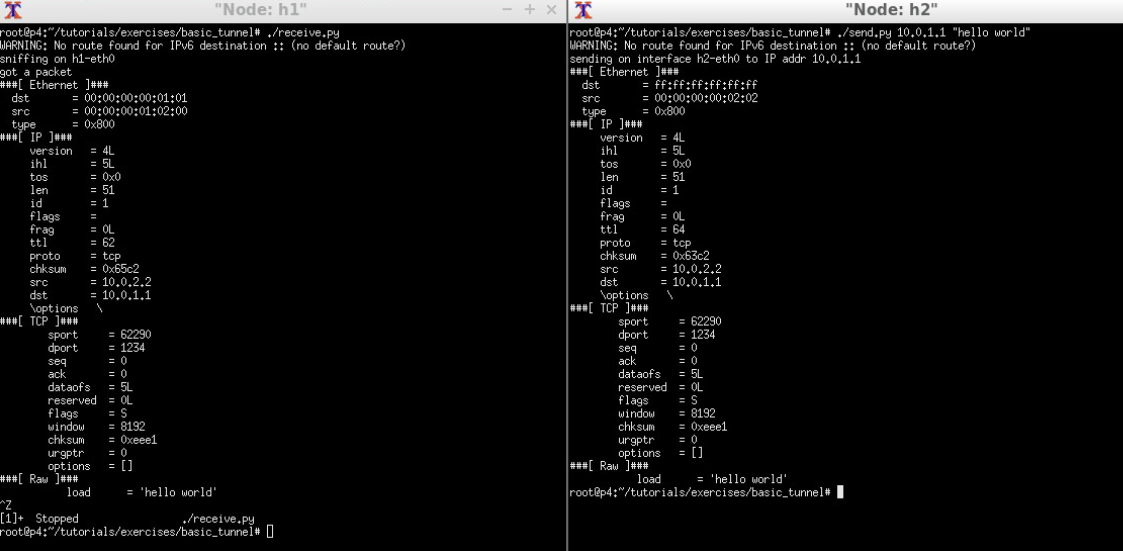 "Node: h1"
root@p4:~/tutorials/exercises/basic_tunnel# ./receive.py
WARNING: No route found for IPv6 destination :: (no default route?)
sniffing on h1-eth0
got a packet
###[ Ethernet ]###
dst = 00:00:00:00:01:01
src = 00:00:00:01:02:00
type = 0x800
###[ IP ]###
version = 4L
ihl = 5L
tos = 0x0
len = 51
id = 1
flags =
frag = 0L
ttl = 62
proto = tcp
chksum = 0x65c2
src = 10.0.2.2
dst = 10.0.1.1
\options \
###[ TCP ]###
sport = 62290
dport = 1234
seq = 0
ack = 0
dataofs = 5L
reserved = 0L
flags = S
window = 8192
chksum = 0xeee1
urgptr = 0
options = []
###[ Raw ]###
load = 'hello world'
^Z
[1]+ Stopped ./receive.py
root@p4:~/tutorials/exercises/basic_tunnel#
"Node: h2"
root@p4:~/tutorials/exercises/basic_tunnel# ./send.py 10.0.1.1 "hello world"
WARNING: No route found for IPv6 destination :: (no default route?)
sending on interface h2-eth0 to IP addr 10.0.1.1
###[ Ethernet ]###
dst = ff:ff:ff:ff:ff:ff
src = 00:00:00:00:02:02
type = 0x800
###[ IP ]###
version = 4L
ihl = 5L
tos = 0x0
len = 51
id = 1
flags =
frag = 0L
ttl = 64
proto = tcp
chksum = 0x63c2
src = 10.0.2.2
dst = 10.0.1.1
\options \
###[ TCP ]###
sport = 62290
dport = 1234
seq = 0
ack = 0
dataofs = 5L
reserved = 0L
flags = S
window = 8192
chksum = 0xeee1
urgptr = 0
options = []
###[ Raw ]###
load = 'hello world'
root@p4:~/tutorials/exercises/basic_tunnel#